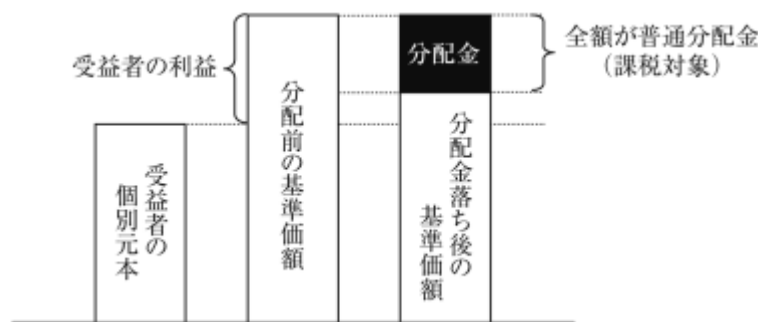 受益者の利益
分配金
全額が普通分配金
(課税対象)
受益者の
個別元本
分配前の基準価額
分配金落ち後の
基準価額